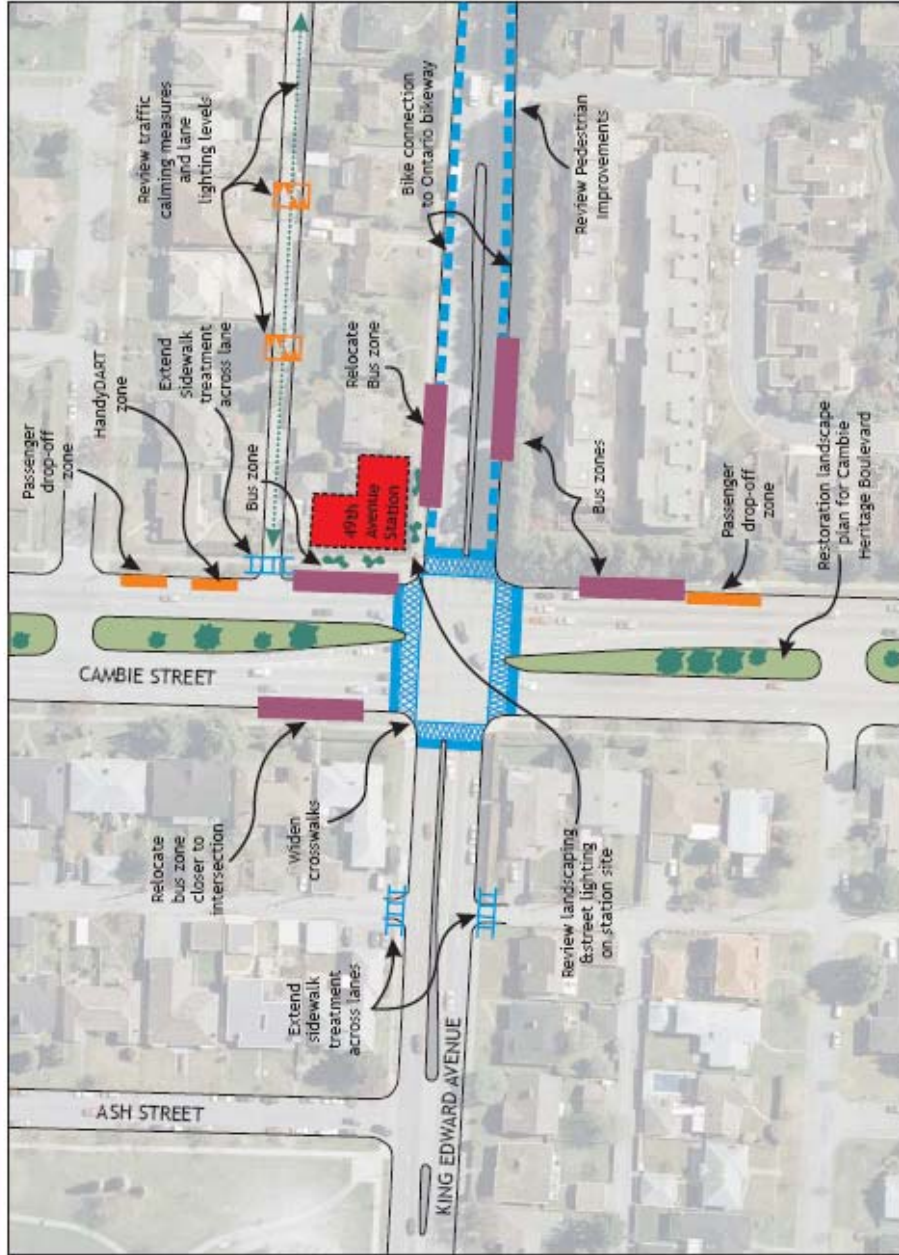 Passenger
drop-off
zone
HandyDART
zone
Extend
Sidewalk
treatment
across lane
Review traffic
calming measures
and lane
lighting levels
Bus zone
49th
Avenue
Station
Relocate
Bus zone
Bike connection
to Ontario bikeway
CAMBIE STREET
Relocate
bus zone
closer to
intersection
Widen
crosswalks
Bus zones
Review Pedestrian
Improvements
Passenger
drop-off
zone
Restoration landscape
plan for Cambie
Heritage Boulevard
Review landscaping
&street lighting
on station site
Extend
sidewalk
treatment
across lanes
ASH STREET
KING EDWARD AVENUE